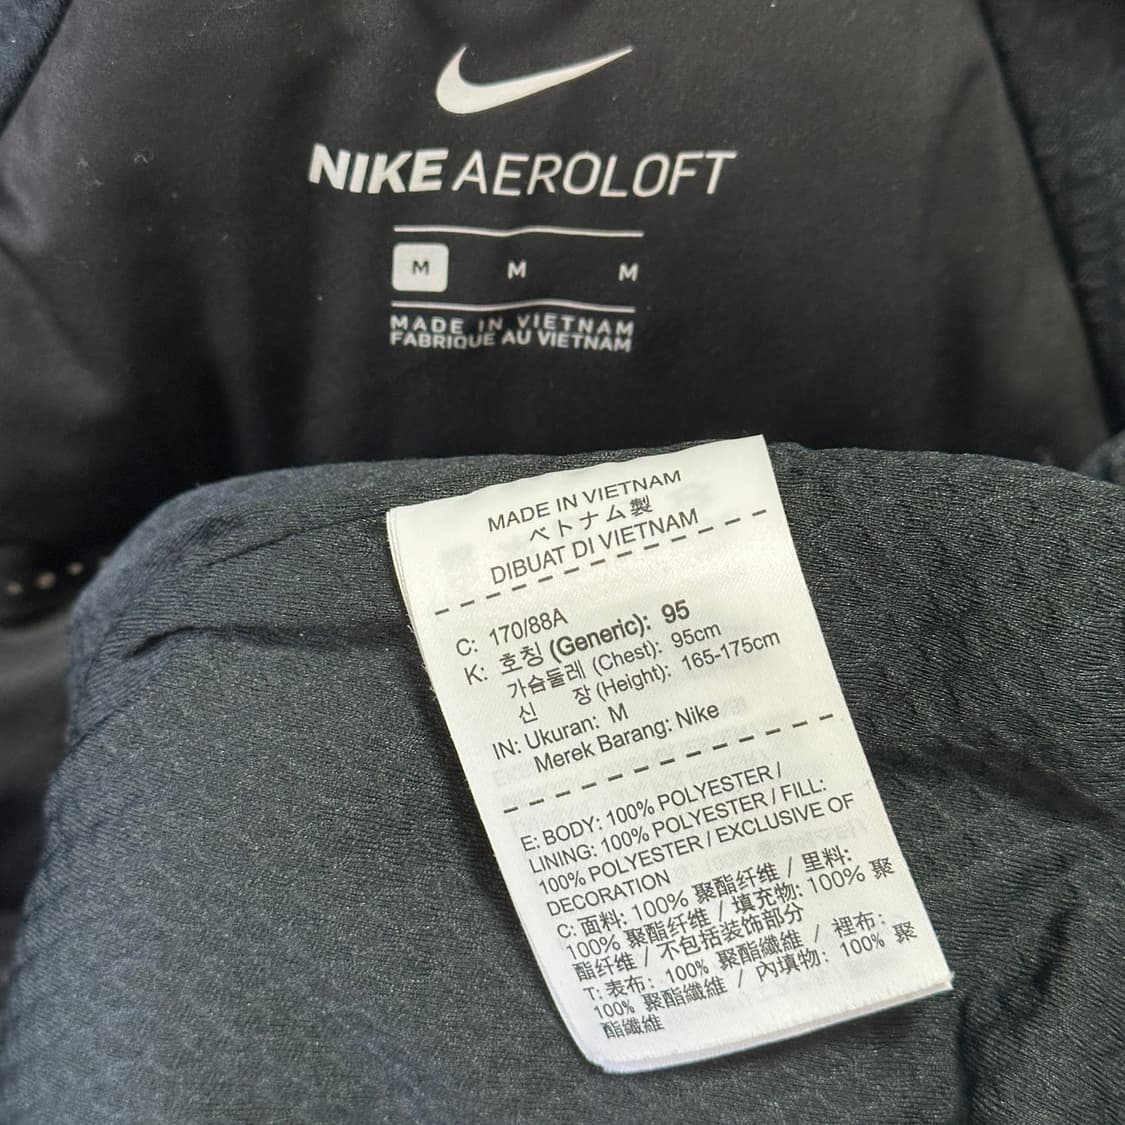 NIKE AEROLOFT
M M M
MADE IN VIETNAM
FABRIQUÉ AU VIETNAM
MADE IN VIETNAM
ベトナム製
DIBUAT DI VIETNAM
C: 170/88A
K: 호칭 (Generic): 95
가슴둘레 (Chest): 95cm
신 장 (Height): 165-175cm
IN: Ukuran: M
Merek Barang: Nike
E: BODY: 100% POLYESTER /
LINING: 100% POLYESTER / FILL:
100% POLYESTER / EXCLUSIVE OF
DECORATION
C: 面料: 100% 聚酯纤维 / 里料:
100% 聚酯纤维 / 填充物: 100% 聚
酯纤维 / 不包括装饰部分
T: 表布: 100% 聚酯纖維 / 裡布:
100% 聚酯纖維 / 內填物: 100% 聚
酯纖維